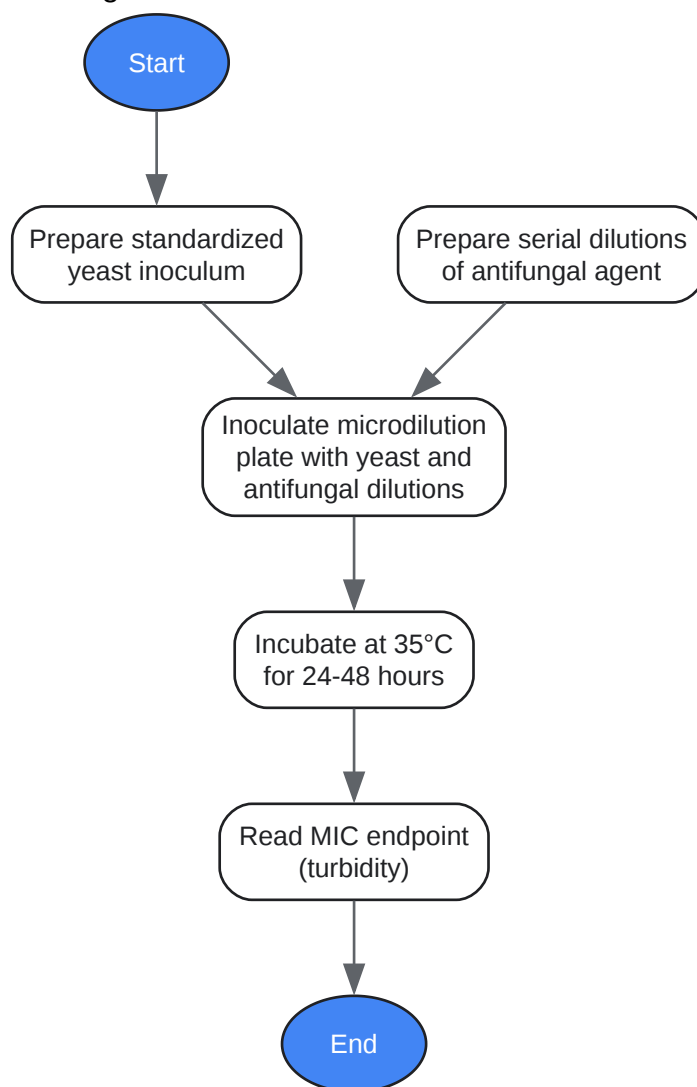 Start
Prepare standardized
yeast inoculum
Prepare serial dilutions
of antifungal agent
Inoculate microdilution
plate with yeast and
antifungal dilutions
Incubate at 35°C
for 24-48 hours
Read MIC endpoint
(turbidity)
End